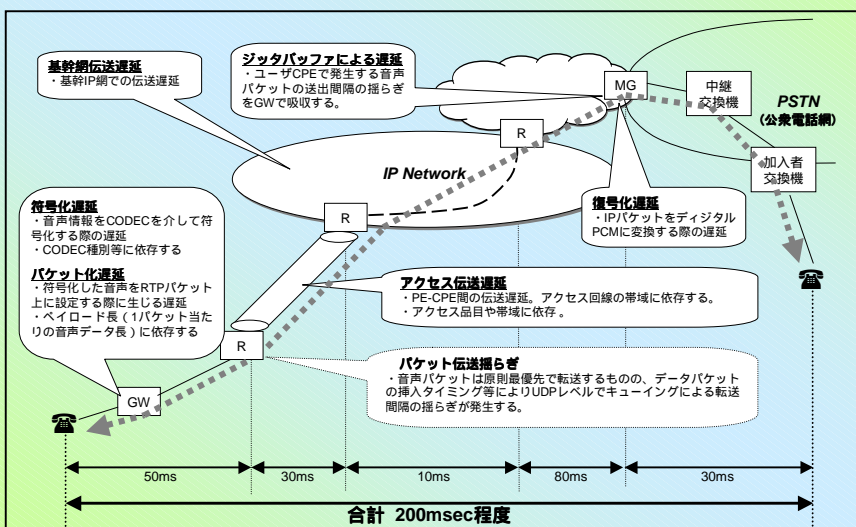 基幹網伝送遅延
・基幹IP網での伝送遅延
ジッタバッファによる遅延
・ユーザCPEで発生する音声
パケットの送出間隔の揺らぎ
をGWで吸収する。
MG
中継
交換機
PSTN
(公衆電話網)
加入者
交換機
R
IP Network
R
復号化遅延
・IPパケットをディジタル
PCMに変換する際の遅延
符号化遅延
・音声情報をCODECを介して符
号化する際の遅延
・CODEC種別等に依存する
パケット化遅延
・符号化した音声をRTPパケット
上に設定する際に生じる遅延
・ペイロード長(1パケット当た
りの音声データ長)に依存する
アクセス伝送遅延
・PE-CPE間の伝送遅延。アクセス回線の帯域に依存する。
・アクセス品目や帯域に依存。
R
パケット伝送揺らぎ
・音声パケットは原則最優先で転送するものの、データパケット
の挿入タイミング等によりUDPレベルでキューイングによる転送
間隔の揺らぎが発生する。
GW
50ms
30ms
10ms
80ms
30ms
合計 200msec程度